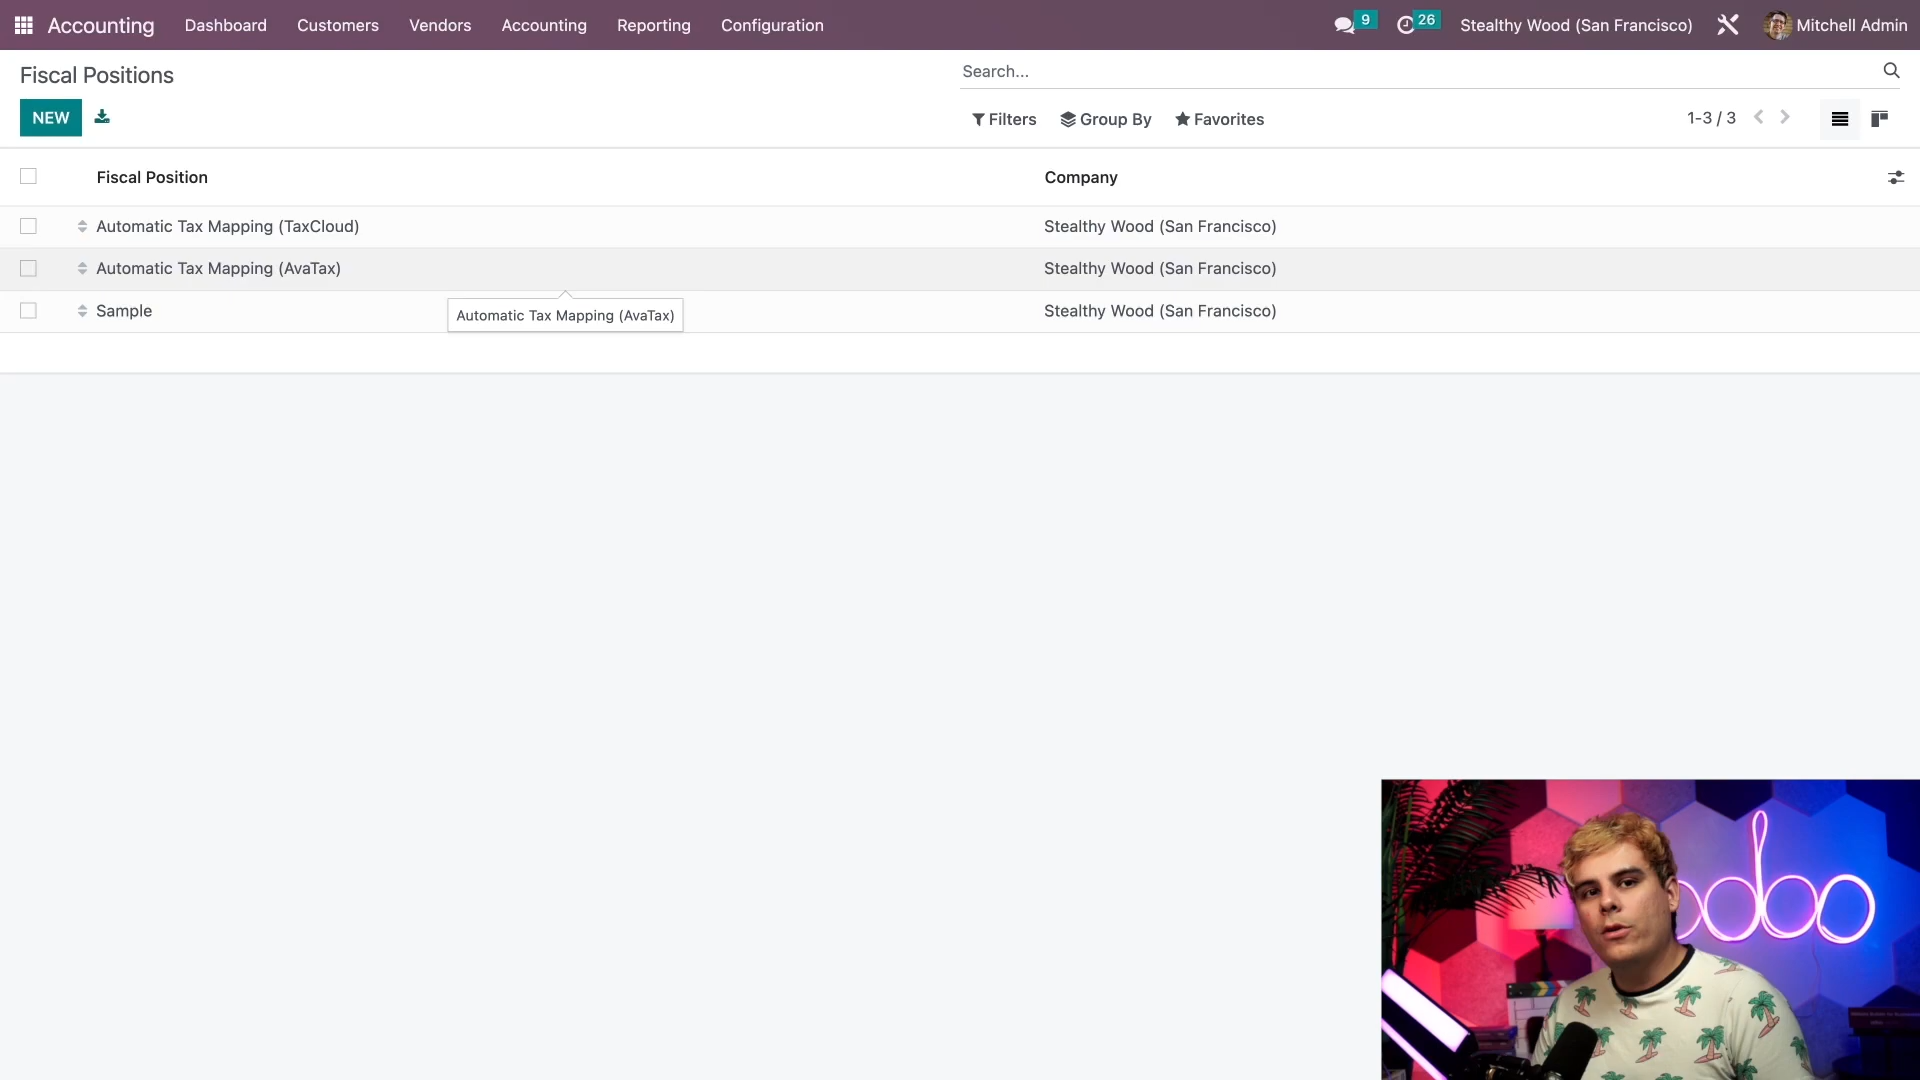 Accounting Dashboard Customers Vendors Accounting Reporting Configuration 9 26 Stealthy Wood (San Francisco) Mitchell Admin
Fiscal Positions Search...
NEW Filters Group By Favorites 1-3 / 3
Fiscal Position Company
Automatic Tax Mapping (TaxCloud) Stealthy Wood (San Francisco)
Automatic Tax Mapping (AvaTax) Stealthy Wood (San Francisco)
Sample Stealthy Wood (San Francisco)
Automatic Tax Mapping (AvaTax)
odoo